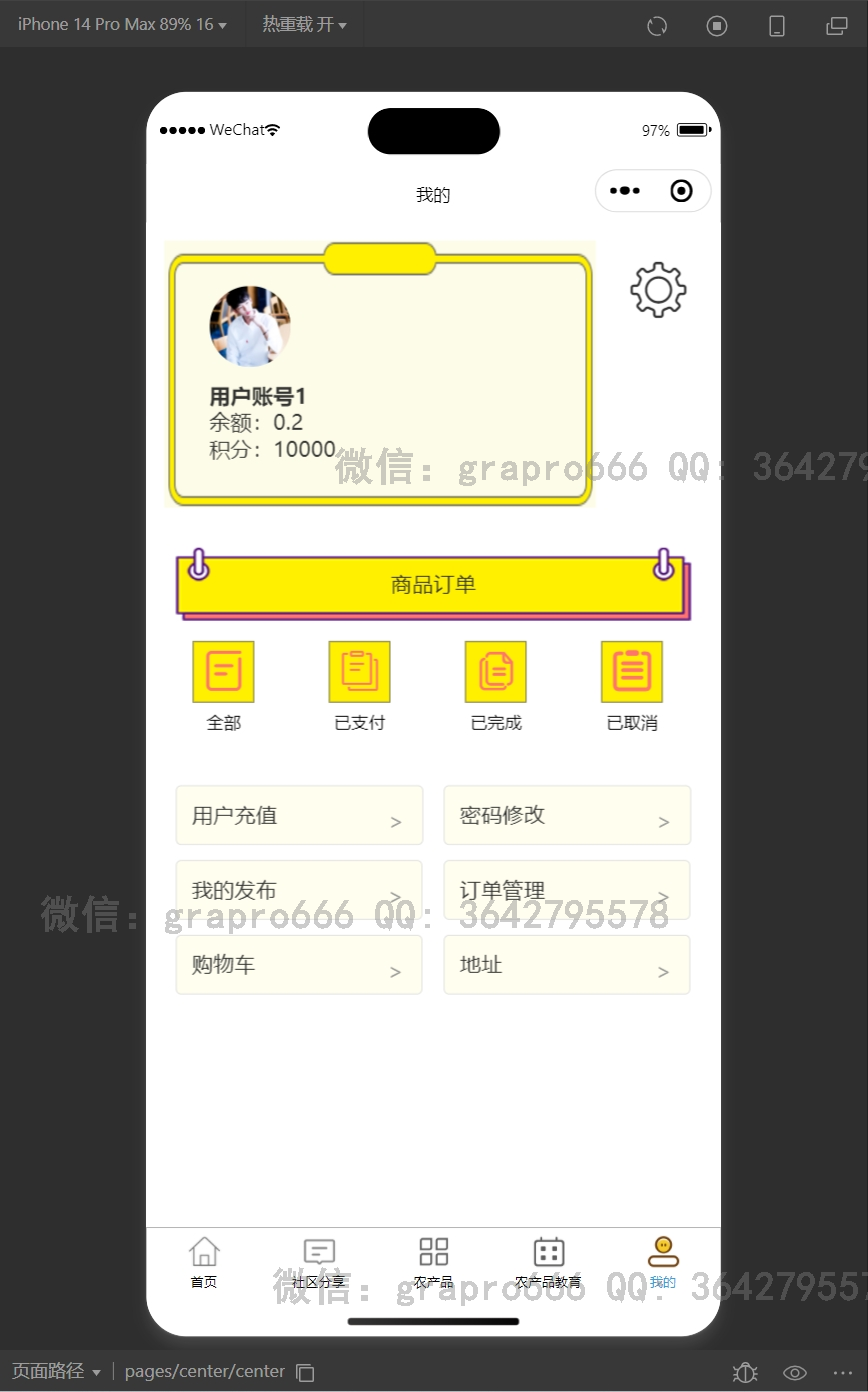 iPhone 14 Pro Max 89% 16 热重载 开
WeChat 97%
我的
用户账号1
余额：0.2
积分：10000
微信：grapro666 QQ：364279
商品订单
全部 已支付 已完成 已取消
用户充值 > 密码修改 >
我的发布 > 订单管理 >
微信：grapro666 QQ：3642795578
购物车 > 地址 >
首页 社区分享 农产品 农产品教育 我的
微信：grapro666 QQ：364279557
页面路径 pages/center/center